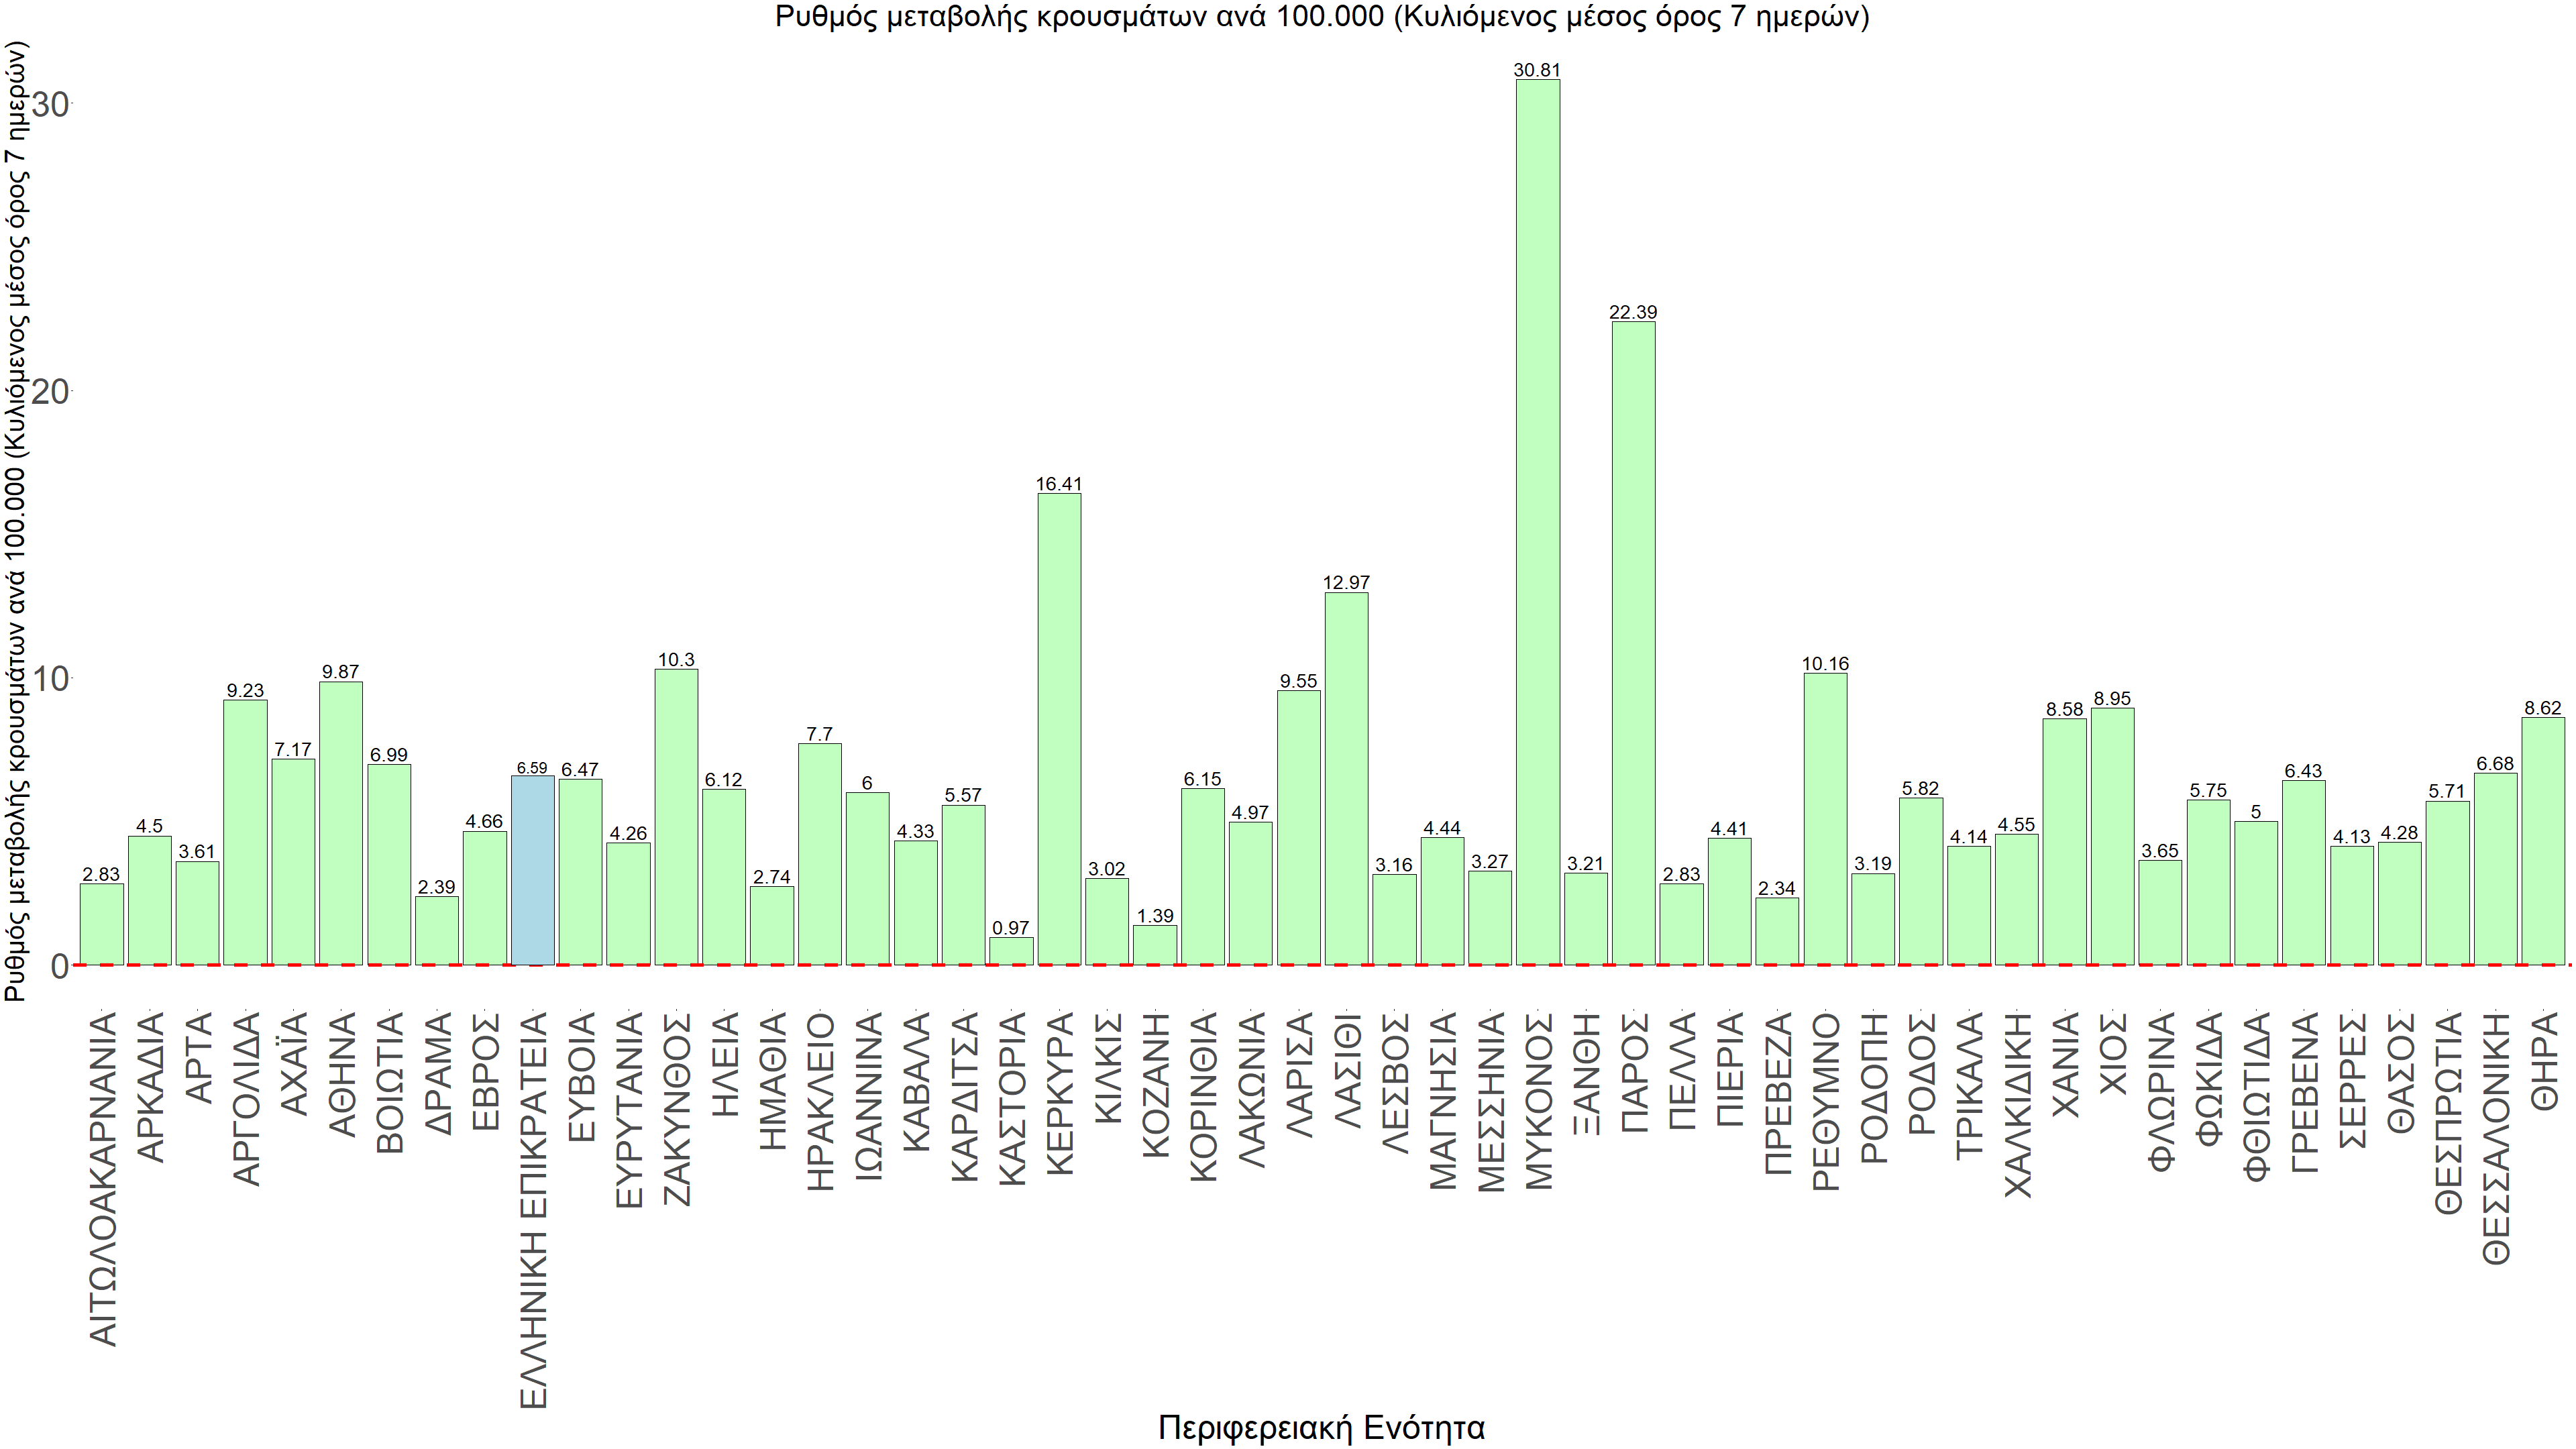 Ρυθμός μεταβολής κρουσμάτων ανά 100.000 (Κυλιόμενος μέσος όρος 7 ημερών)
Ρυθμός μεταβολής κρουσμάτων ανά 100.000 (Κυλιόμενος μέσος όρος 7 ημερών)
30
20
10
0
2.83
4.5
3.61
9.23
7.17
9.87
6.99
2.39
4.66
6.59
6.47
4.26
10.3
6.12
2.74
7.7
6
4.33
5.57
0.97
16.41
3.02
1.39
6.15
4.97
9.55
12.97
3.16
4.44
3.27
30.81
3.21
22.39
2.83
4.41
2.34
10.16
3.19
5.82
4.14
4.55
8.58
8.95
3.65
5.75
5
6.43
4.13
4.28
5.71
6.68
8.62
ΑΙΤΩΛΟΑΚΑΡΝΑΝΙΑ
ΑΡΚΑΔΙΑ
ΑΡΤΑ
ΑΡΓΟΛΙΔΑ
ΑΧΑΪΑ
ΑΘΗΝΑ
ΒΟΙΩΤΙΑ
ΔΡΑΜΑ
ΕΒΡΟΣ
ΕΛΛΗΝΙΚΗ ΕΠΙΚΡΑΤΕΙΑ
ΕΥΒΟΙΑ
ΕΥΡΥΤΑΝΙΑ
ΖΑΚΥΝΘΟΣ
ΗΛΕΙΑ
ΗΜΑΘΙΑ
ΗΡΑΚΛΕΙΟ
ΙΩΑΝΝΙΝΑ
ΚΑΒΑΛΑ
ΚΑΡΔΙΤΣΑ
ΚΑΣΤΟΡΙΑ
ΚΕΡΚΥΡΑ
ΚΙΛΚΙΣ
ΚΟΖΑΝΗ
ΚΟΡΙΝΘΙΑ
ΛΑΚΩΝΙΑ
ΛΑΡΙΣΑ
ΛΑΣΙΘΙ
ΛΕΣΒΟΣ
ΜΑΓΝΗΣΙΑ
ΜΕΣΣΗΝΙΑ
ΜΥΚΟΝΟΣ
ΞΑΝΘΗ
ΠΑΡΟΣ
ΠΕΛΛΑ
ΠΙΕΡΙΑ
ΠΡΕΒΕΖΑ
ΡΕΘΥΜΝΟ
ΡΟΔΟΠΗ
ΡΟΔΟΣ
ΤΡΙΚΑΛΑ
ΧΑΛΚΙΔΙΚΗ
ΧΑΝΙΑ
ΧΙΟΣ
ΦΛΩΡΙΝΑ
ΦΩΚΙΔΑ
ΦΘΙΩΤΙΔΑ
ΓΡΕΒΕΝΑ
ΣΕΡΡΕΣ
ΘΑΣΟΣ
ΘΕΣΠΡΩΤΙΑ
ΘΕΣΣΑΛΟΝΙΚΗ
ΘΗΡΑ
Περιφερειακή Ενότητα